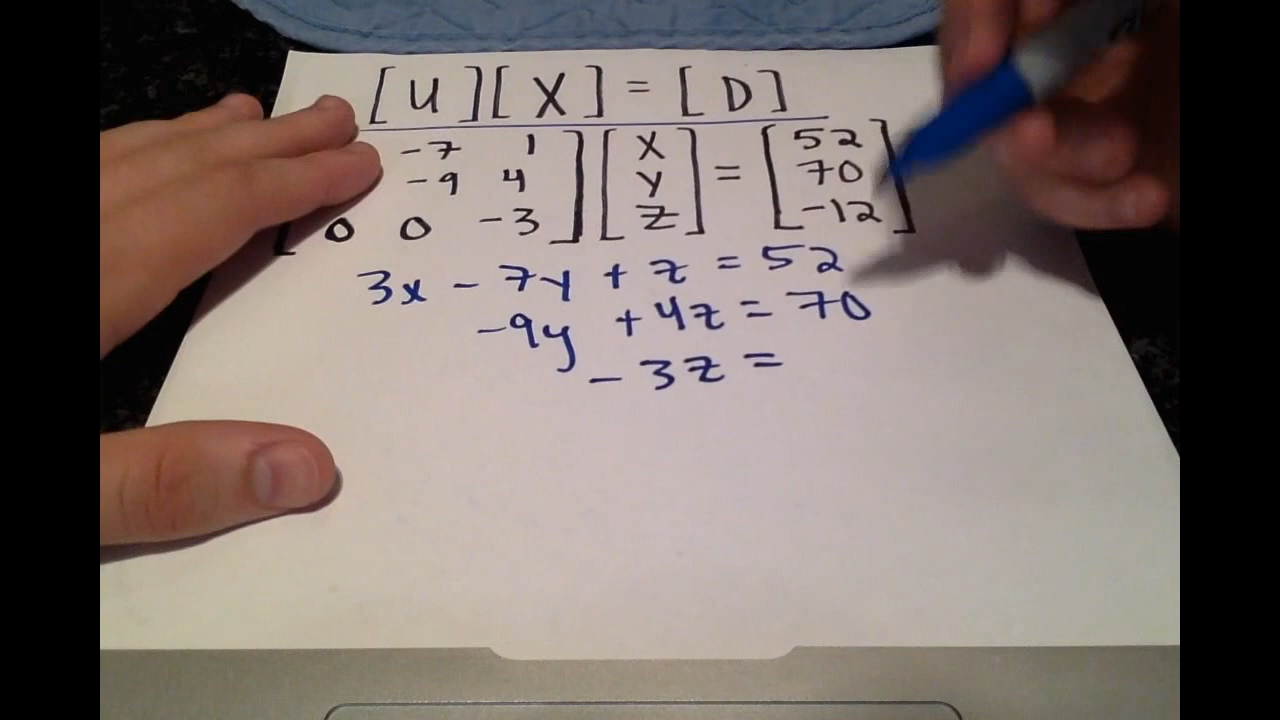 [U][X] = [D]
-7 1 ] [ X ] = [ 52 ]
-9 4 ] [ Y ] = [ 70 ]
[ 0 0 -3 ] [ Z ] = [ -12 ]
3x - 7y + z = 52
-9y + 4z = 70
-3z =